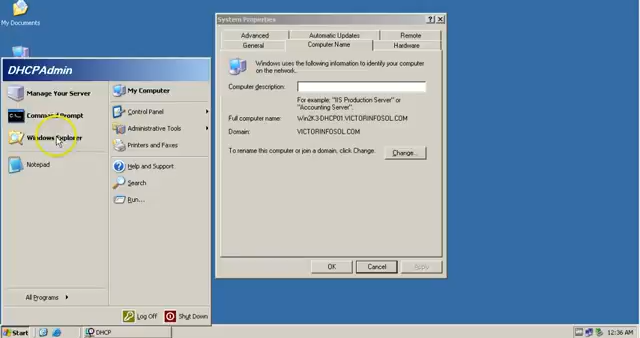 My Documents
DHCPAdmin
Manage Your Server
Command Prompt
Windows Explorer
Notepad
All Programs
My Computer
Control Panel
Administrative Tools
Printers and Faxes
Help and Support
Search
Run...
Log Off
Shut Down
Start
DHCP
12:36 AM
System Properties
Advanced
Automatic Updates
Remote
General
Computer Name
Hardware
Windows uses the following information to identify your computer
on the network.
Computer description:
For example: "IIS Production Server" or
"Accounting Server".
Full computer name:
Win2K3-DHCP01.VICTORINFOSOL.COM
Domain:
VICTORINFOSOL.COM
To rename this computer or join a domain, click Change.
Change...
OK
Cancel
Apply